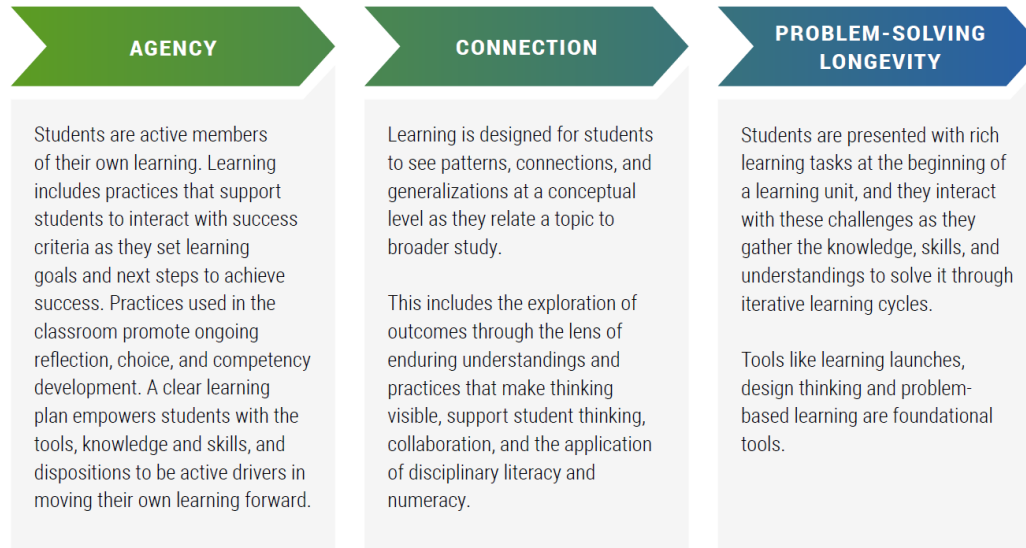 AGENCY
Students are active members
of their own learning. Learning
includes practices that support
students to interact with success
criteria as they set learning
goals and next steps to achieve
success. Practices used in the
classroom promote ongoing
reflection, choice, and competency
development. A clear learning
plan empowers students with the
tools, knowledge and skills, and
dispositions to be active drivers in
moving their own learning forward.
CONNECTION
Learning is designed for students
to see patterns, connections, and
generalizations at a conceptual
level as they relate a topic to
broader study.
This includes the exploration of
outcomes through the lens of
enduring understandings and
practices that make thinking
visible, support student thinking,
collaboration, and the application
of disciplinary literacy and
numeracy.
PROBLEM-SOLVING
LONGEVITY
Students are presented with rich
learning tasks at the beginning of
a learning unit, and they interact
with these challenges as they
gather the knowledge, skills, and
understandings to solve it through
iterative learning cycles.
Tools like learning launches,
design thinking and problem-
based learning are foundational
tools.